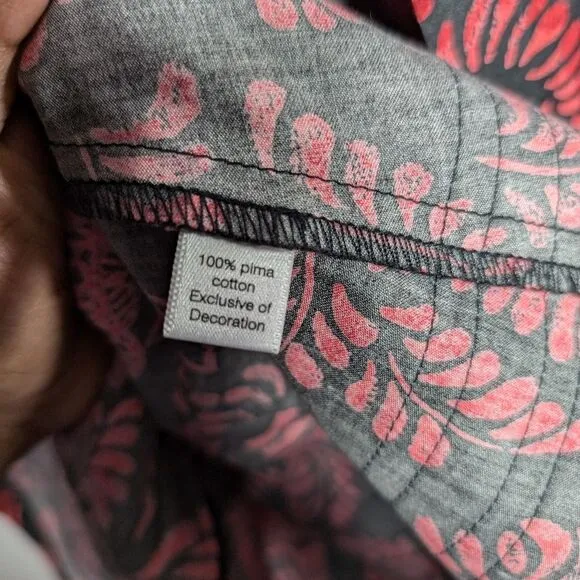 100% pima
cotton
Exclusive of
Decoration